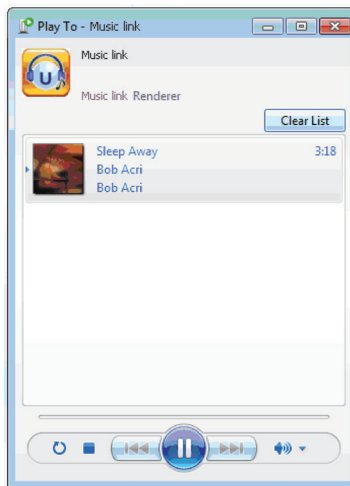 Play To - Music link
Music link
U
Music link Renderer
Clear List
Sleep Away 3:18
Bob Acri
Bob Acri